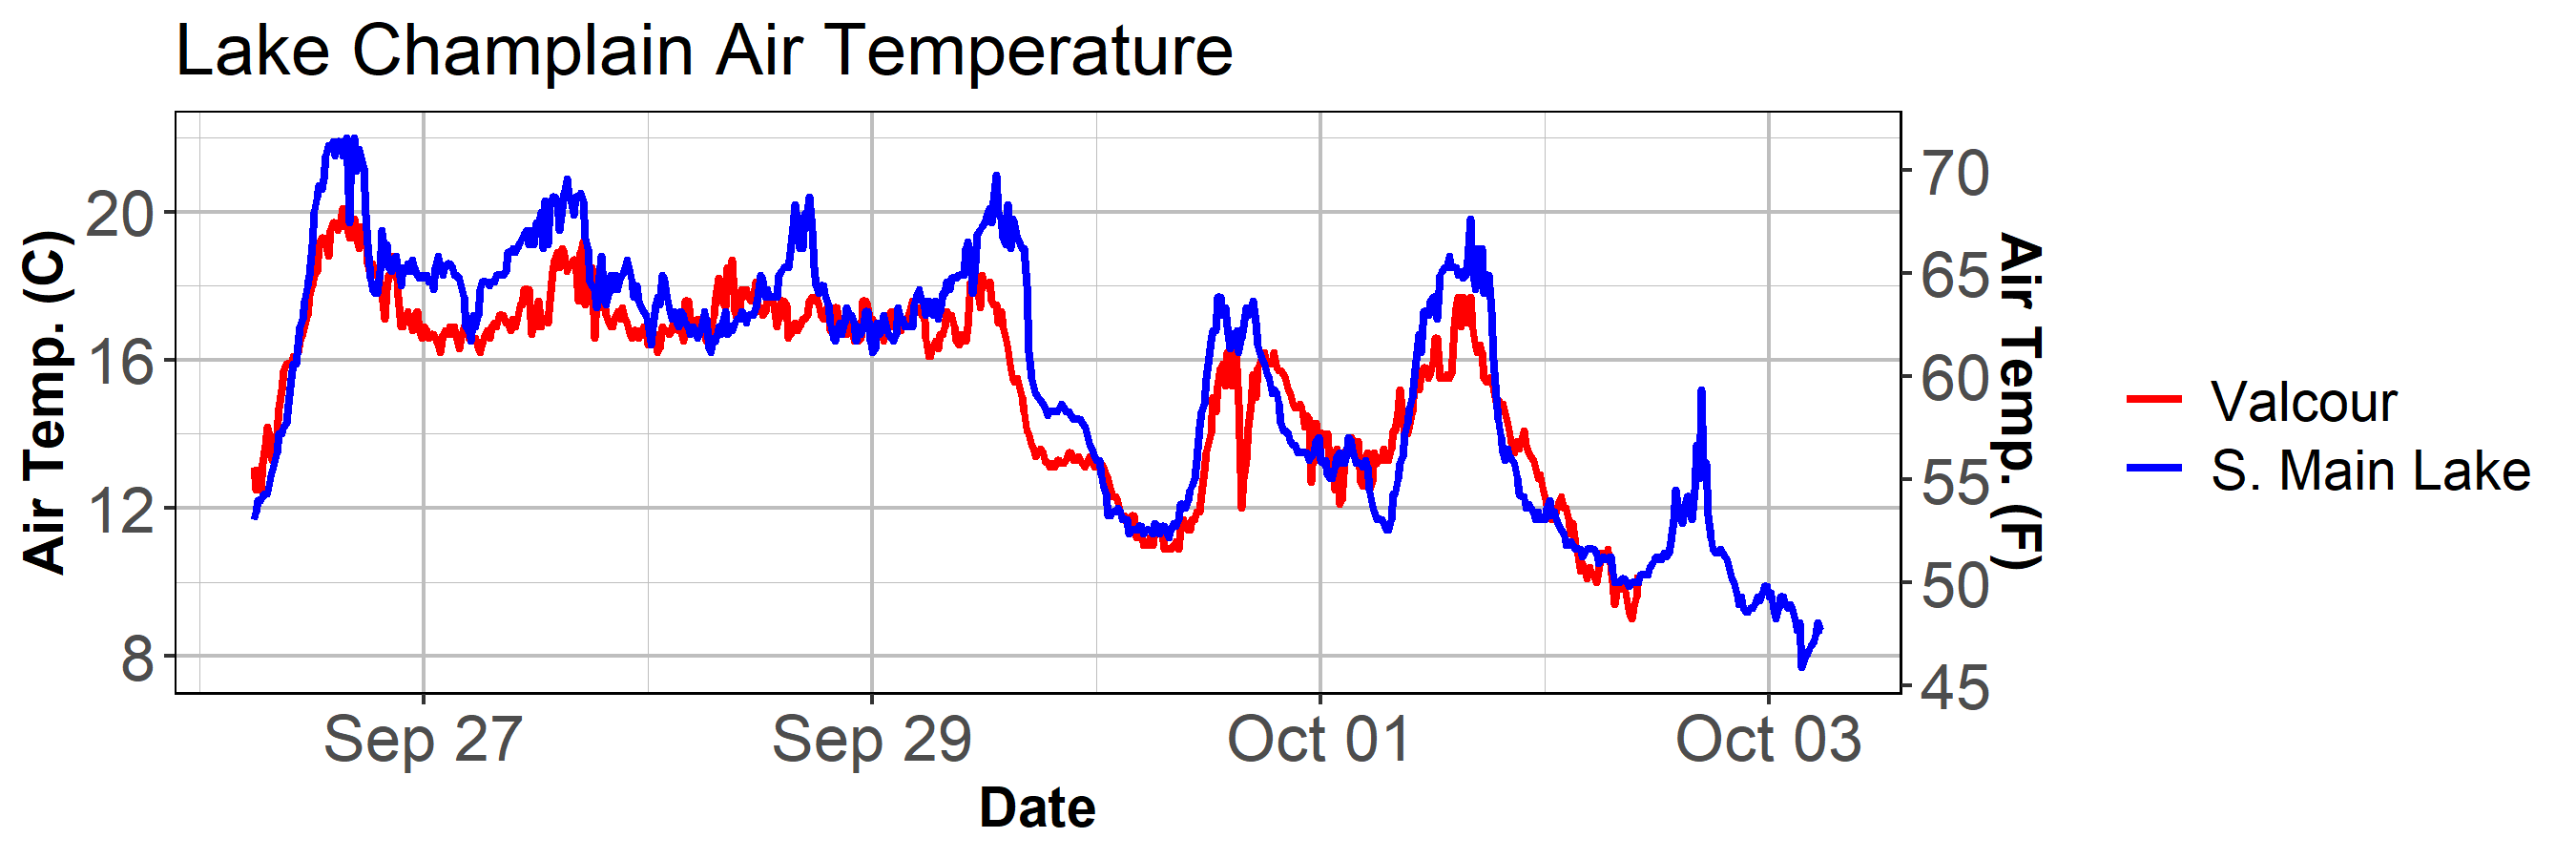 Lake Champlain Air Temperature
Air Temp. (C)
20
16
12
8
70
65
60
55
50
45
Air Temp. (F)
Sep 27
Sep 29
Oct 01
Oct 03
Date
Valcour
S. Main Lake